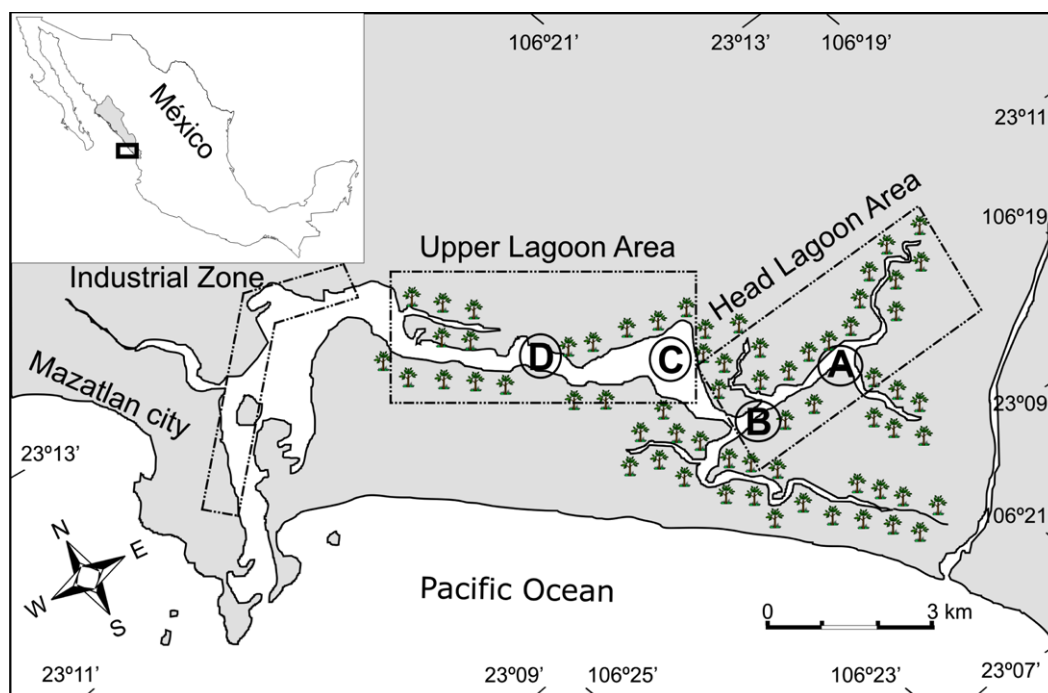 106º21’
23º13’
106º19’
México
23º11’
106º19’
Upper Lagoon Area
Head Lagoon Area
Industrial Zone
D
C
A
B
Mazatlan city
23º09’
23º13’
106º21’
N
E
W
S
Pacific Ocean
0
3 km
23º11’
23º09’
106º25’
106º23’
23º07’